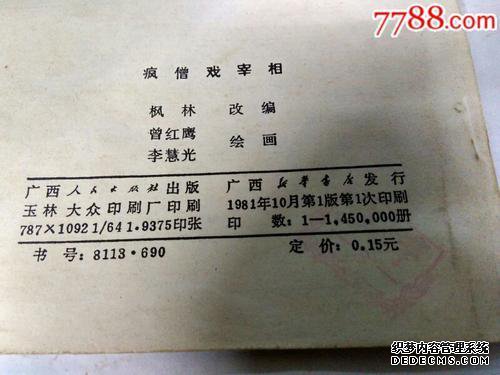 7788.com
疯僧戏宰相
枫林 改编
曾红鹰
李慧光 绘画
广西人民出版社出版 广西新华书店发行
玉林大众印刷厂印刷 1981年10月第1版第1次印刷
787×1092 1/64 1.9375印张 印数:1—1,450,000册
书号:8113·690 定价:0.15元
织梦内容管理系统
DEDECMS.COM